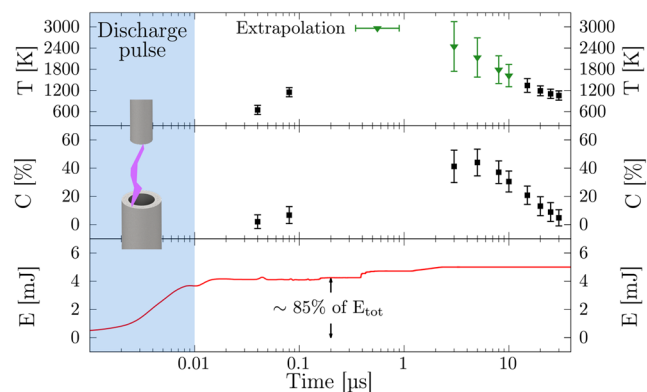 Discharge
pulse
Extrapolation
T [K]
3000
2400
1800
1200
600
3000
2400
1800
1200
600
T [K]
C [%]
60
40
20
0
60
40
20
0
C [%]
E [mJ]
6
4
2
0
~ 85% of E_tot
6
4
2
0
E [mJ]
0.01
0.1
1
10
Time [µs]